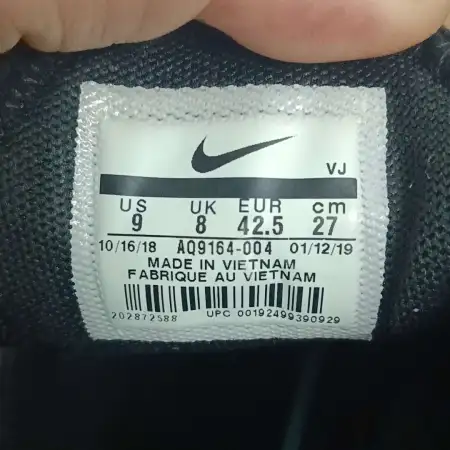 VJ
US UK EUR cm
9 8 42.5 27
10/16/18 AQ9164-004 01/12/19
MADE IN VIETNAM
FABRIQUE AU VIETNAM
202872588 UPC 00192499390929